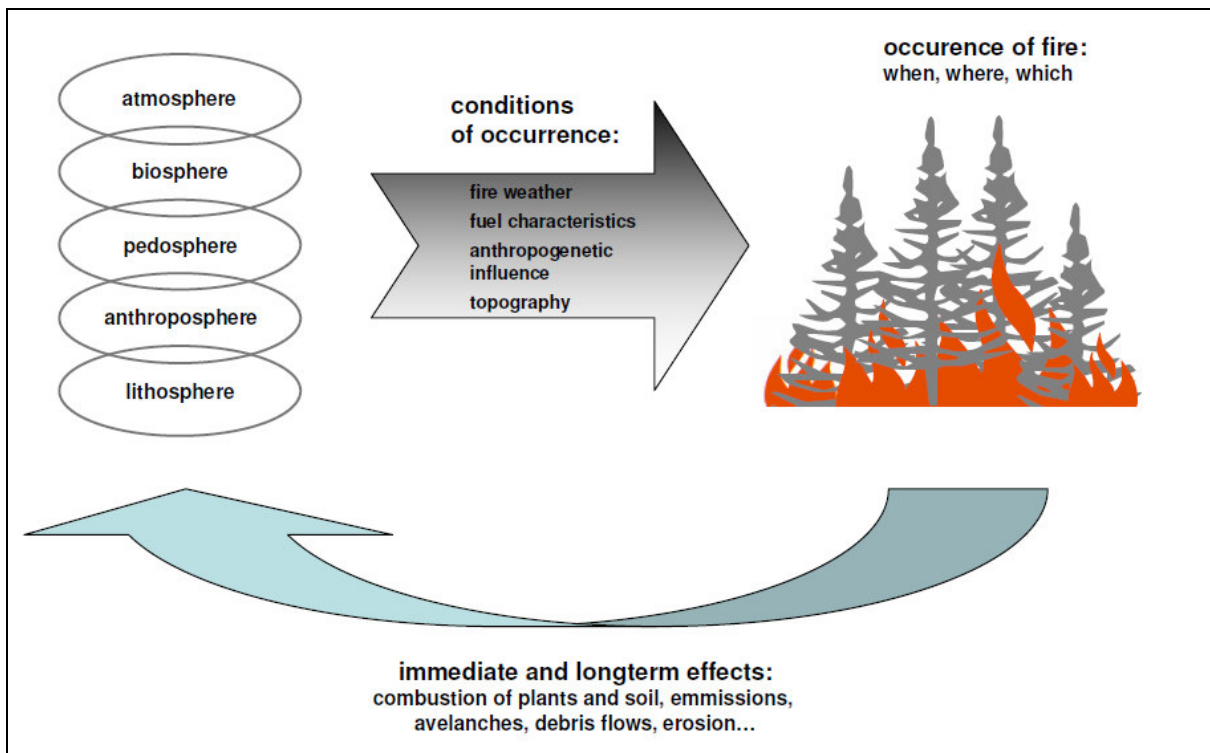 atmosphere
biosphere
pedosphere
anthroposphere
lithosphere
conditions
of occurrence:
fire weather
fuel characteristics
anthropogenetic
influence
topography
occurence of fire:
when, where, which
immediate and longterm effects:
combustion of plants and soil, emmissions,
avelanches, debris flows, erosion...